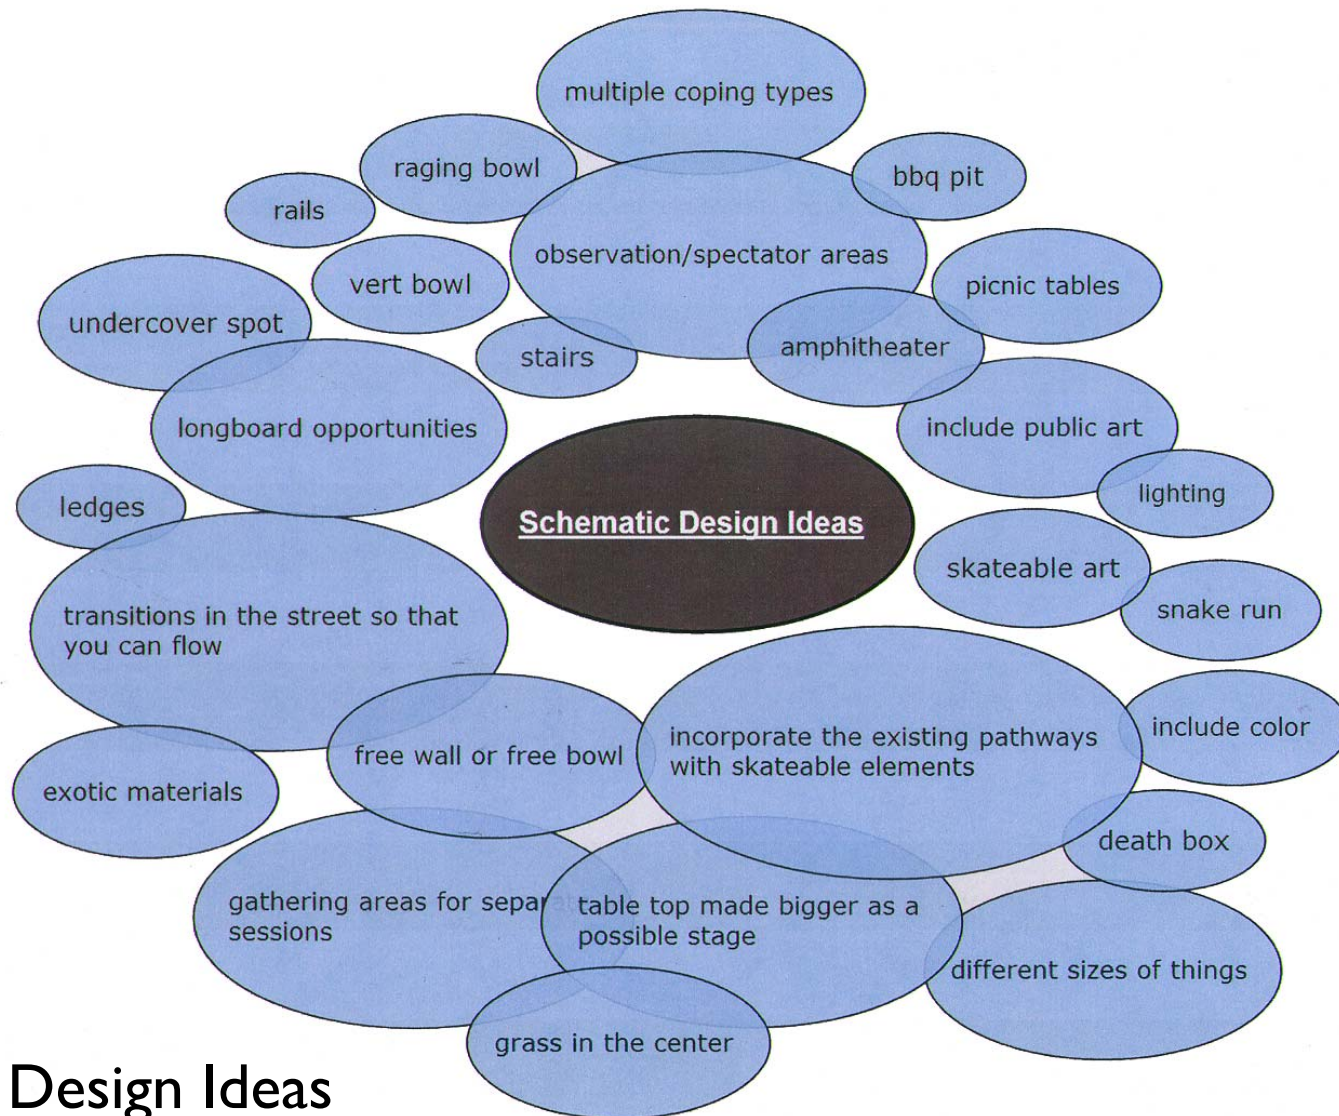 multiple coping types
raging bowl
bbq pit
rails
observation/spectator areas
vert bowl
picnic tables
undercover spot
stairs
amphitheater
longboard opportunities
include public art
lighting
ledges
Schematic Design Ideas
skateable art
snake run
transitions in the street so that
you can flow
free wall or free bowl
incorporate the existing pathways
with skateable elements
include color
exotic materials
death box
gathering areas for separate
sessions
table top made bigger as a
possible stage
different sizes of things
grass in the center
Design Ideas